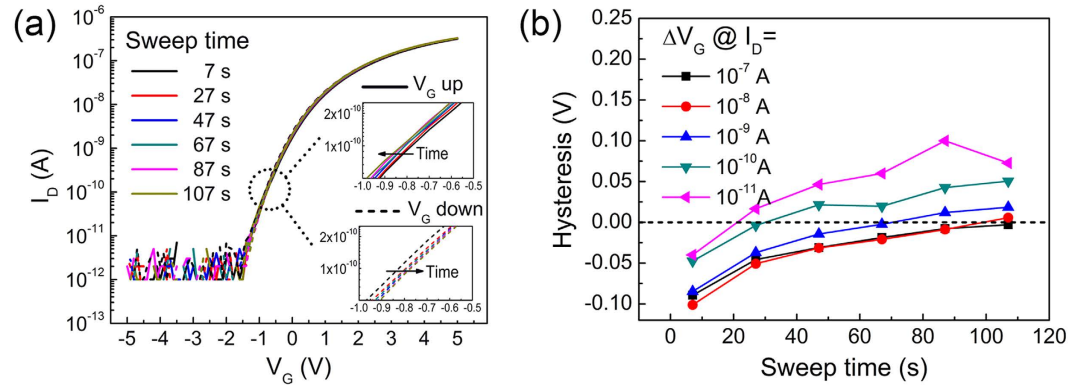 (a)
10⁻⁶
10⁻⁷
10⁻⁸
10⁻⁹
10⁻¹⁰
10⁻¹¹
10⁻¹²
10⁻¹³
I_D (A)
Sweep time
7 s
27 s
47 s
67 s
87 s
107 s
V_G up
2x10⁻¹⁰
1x10⁻¹⁰
Time
-1.0 -0.9 -0.8 -0.7 -0.6 -0.5
V_G down
2x10⁻¹⁰
1x10⁻¹⁰
Time
-1.0 -0.9 -0.8 -0.7 -0.6 -0.5
-5 -4 -3 -2 -1 0 1 2 3 4 5
V_G (V)
(b)
0.25
0.20
0.15
0.10
0.05
0.00
-0.05
-0.10
Hysteresis (V)
ΔV_G @ I_D=
10⁻⁷ A
10⁻⁸ A
10⁻⁹ A
10⁻¹⁰A
10⁻¹¹A
0 20 40 60 80 100 120
Sweep time (s)